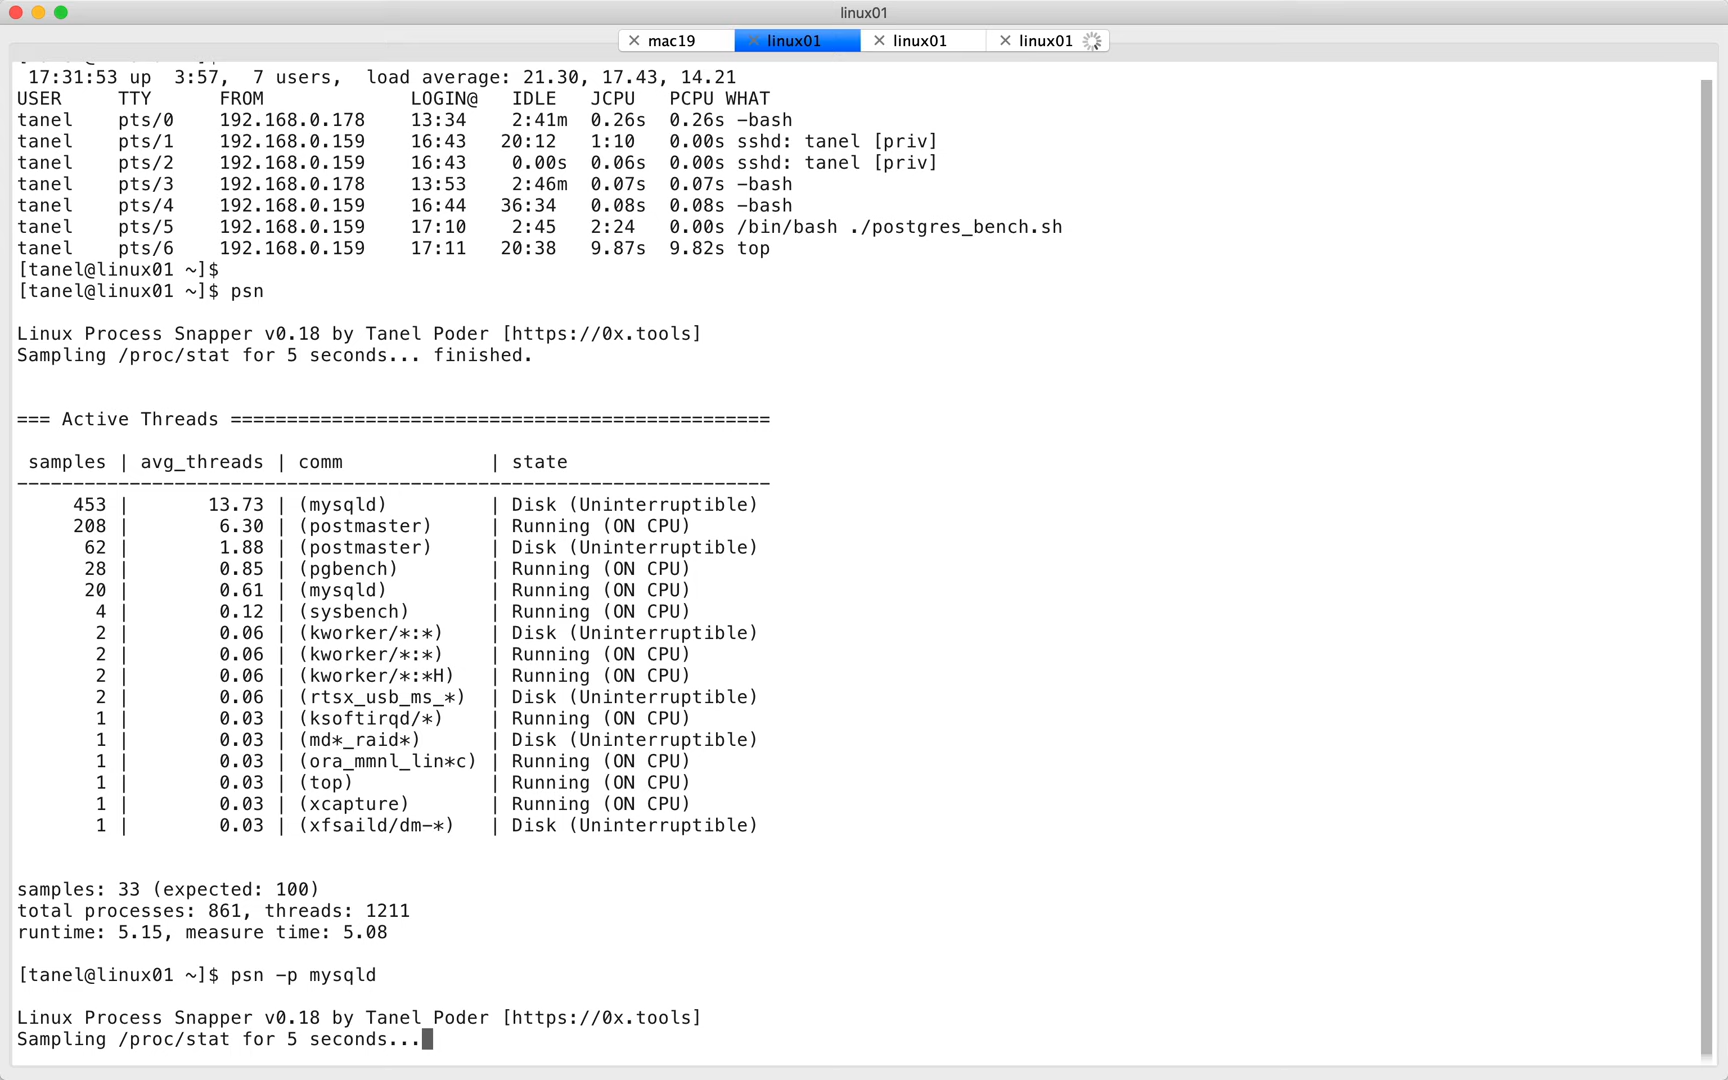 linux01
mac19 linux01 linux01 linux01
17:31:53 up  3:57,  7 users,  load average: 21.30, 17.43, 14.21
USER     TTY      FROM             LOGIN@   IDLE   JCPU   PCPU WHAT
tanel    pts/0    192.168.0.178    13:34    2:41m  0.26s  0.26s -bash
tanel    pts/1    192.168.0.159    16:43   20:12   1:10   0.00s sshd: tanel [priv]
tanel    pts/2    192.168.0.159    16:43    0.00s  0.06s  0.00s sshd: tanel [priv]
tanel    pts/3    192.168.0.178    13:53    2:46m  0.07s  0.07s -bash
tanel    pts/4    192.168.0.159    16:44   36:34   0.08s  0.08s -bash
tanel    pts/5    192.168.0.159    17:10    2:45   2:24   0.00s /bin/bash ./postgres_bench.sh
tanel    pts/6    192.168.0.159    17:11   20:38   9.87s  9.82s top
[tanel@linux01 ~]$
[tanel@linux01 ~]$ psn
Linux Process Snapper v0.18 by Tanel Poder [https://0x.tools]
Sampling /proc/stat for 5 seconds... finished.
=== Active Threads ================================================
samples | avg_threads | comm             | state
-------------------------------------------------------------------
453 |       13.73 | (mysqld)         | Disk (Uninterruptible)
208 |        6.30 | (postmaster)     | Running (ON CPU)
62 |        1.88 | (postmaster)     | Disk (Uninterruptible)
28 |        0.85 | (pgbench)        | Running (ON CPU)
20 |        0.61 | (mysqld)         | Running (ON CPU)
4 |        0.12 | (sysbench)       | Running (ON CPU)
2 |        0.06 | (kworker/*:*)    | Disk (Uninterruptible)
2 |        0.06 | (kworker/*:*)    | Running (ON CPU)
2 |        0.06 | (kworker/*:*H)   | Running (ON CPU)
2 |        0.06 | (rtsx_usb_ms_*)  | Disk (Uninterruptible)
1 |        0.03 | (ksoftirqd/*)    | Running (ON CPU)
1 |        0.03 | (md*_raid*)      | Disk (Uninterruptible)
1 |        0.03 | (ora_mmnl_lin*c) | Running (ON CPU)
1 |        0.03 | (top)            | Running (ON CPU)
1 |        0.03 | (xcapture)       | Running (ON CPU)
1 |        0.03 | (xfsaild/dm-*)   | Disk (Uninterruptible)
samples: 33 (expected: 100)
total processes: 861, threads: 1211
runtime: 5.15, measure time: 5.08
[tanel@linux01 ~]$ psn -p mysqld
Linux Process Snapper v0.18 by Tanel Poder [https://0x.tools]
Sampling /proc/stat for 5 seconds...